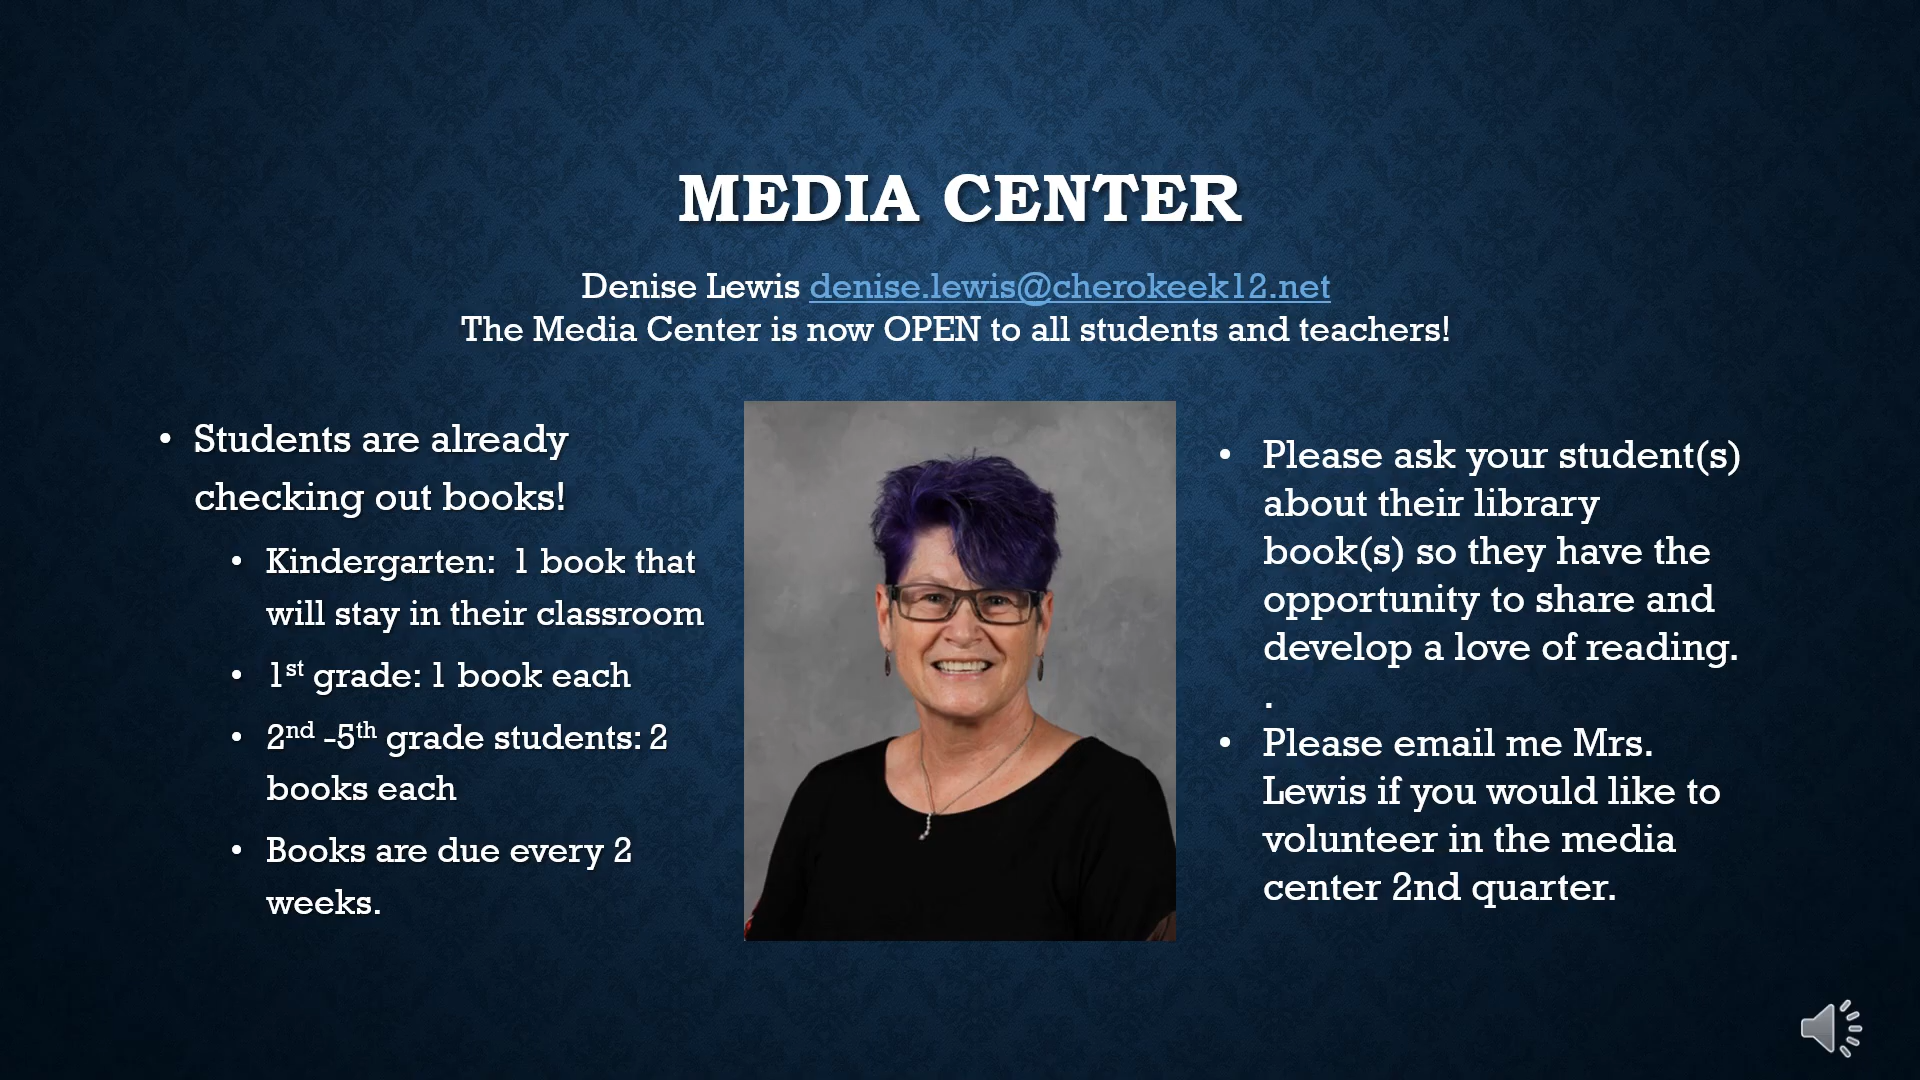 MEDIA CENTER
Denise Lewis denise.lewis@cherokeek12.net
The Media Center is now OPEN to all students and teachers!
• Students are already
checking out books!
• Kindergarten:  1 book that
will stay in their classroom
• 1st grade: 1 book each
• 2nd -5th grade students: 2
books each
• Books are due every 2
weeks.
• Please ask your student(s)
about their library
book(s) so they have the
opportunity to share and
develop a love of reading.
.
• Please email me Mrs.
Lewis if you would like to
volunteer in the media
center 2nd quarter.